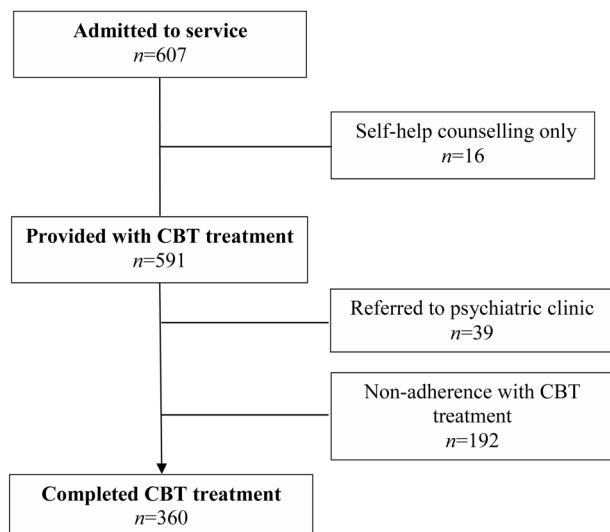 Admitted to service
n=607
Self-help counselling only
n=16
Provided with CBT treatment
n=591
Referred to psychiatric clinic
n=39
Non-adherence with CBT
treatment
n=192
Completed CBT treatment
n=360